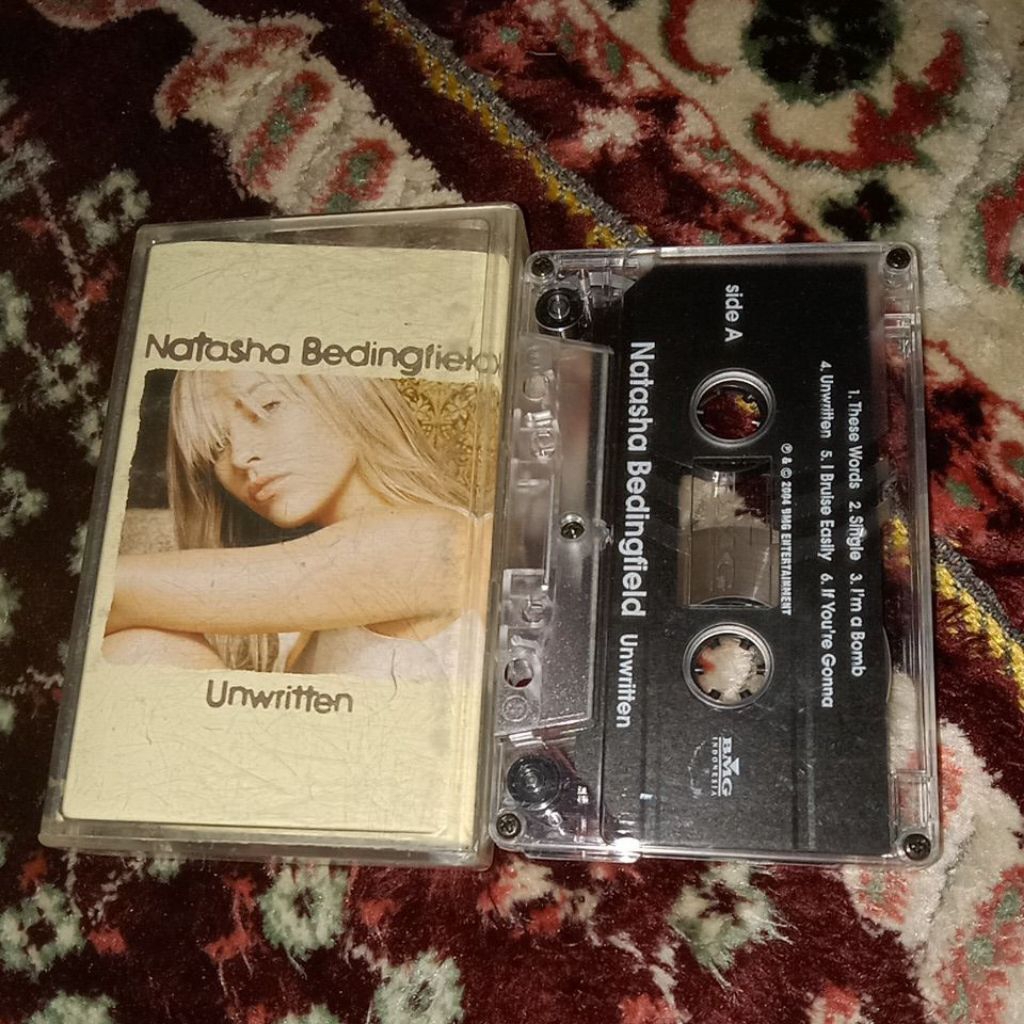 Natasha Bedingfield
Unwritten
side A
1. These Words 2. Single 3. I'm a Bomb
4. Unwritten 5. I Bruise Easily 6. If You're Gonna
℗ & © 2004 BMG ENTERTAINMENT
Natasha Bedingfield Unwritten
BMG
INDONESIA